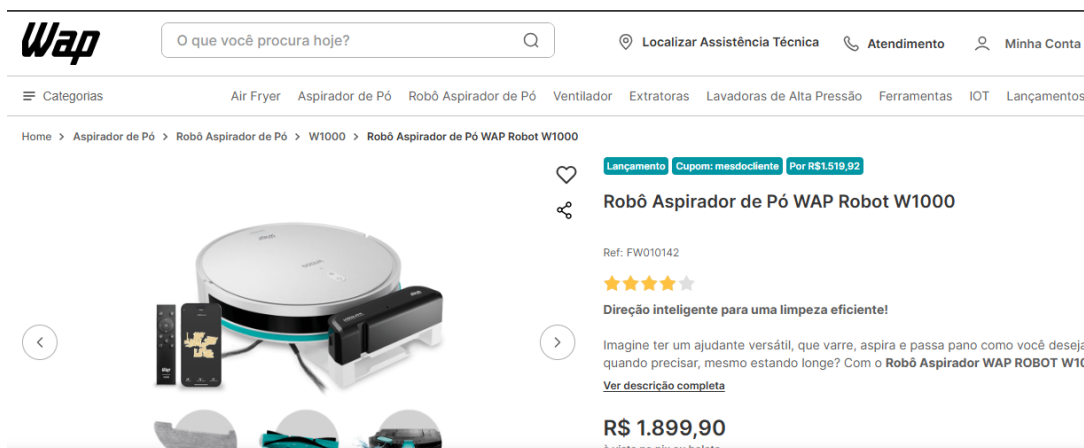 Wap
O que você procura hoje?
Localizar Assistência Técnica
Atendimento
Minha Conta
Categorias
Air Fryer
Aspirador de Pó
Robô Aspirador de Pó
Ventilador
Extratoras
Lavadoras de Alta Pressão
Ferramentas
IOT
Lançamentos
Home > Aspirador de Pó > Robô Aspirador de Pó > W1000 > Robô Aspirador de Pó WAP Robot W1000
Lançamento
Cupom: mesdocliente
Por R$1.519,92
Robô Aspirador de Pó WAP Robot W1000
Ref: FW010142
Direção inteligente para uma limpeza eficiente!
Imagine ter um ajudante versátil, que varre, aspira e passa pano como você deseja
quando precisar, mesmo estando longe? Com o Robô Aspirador WAP ROBOT W10
Ver descrição completa
R$ 1.899,90